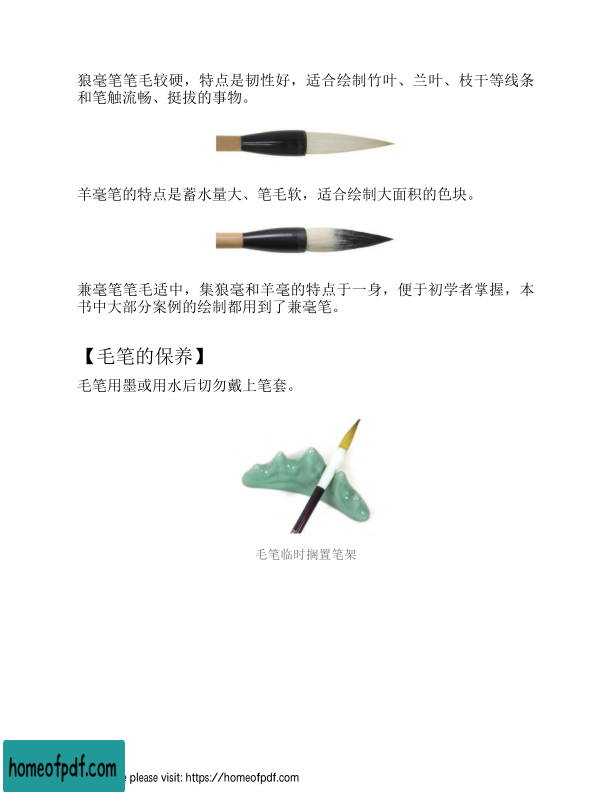 狼毫笔笔毛较硬，特点是韧性好，适合绘制竹叶、兰叶、枝干等线条
和笔触流畅、挺拔的事物。
羊毫笔的特点是蓄水量大、笔毛软，适合绘制大面积的色块。
兼毫笔笔毛适中，集狼毫和羊毫的特点于一身，便于初学者掌握，本
书中大部分案例的绘制都用到了兼毫笔。
【毛笔的保养】
毛笔用墨或用水后切勿戴上笔套。
毛笔临时搁置笔架
homeofpdf.com
e please visit: https://homeofpdf.com